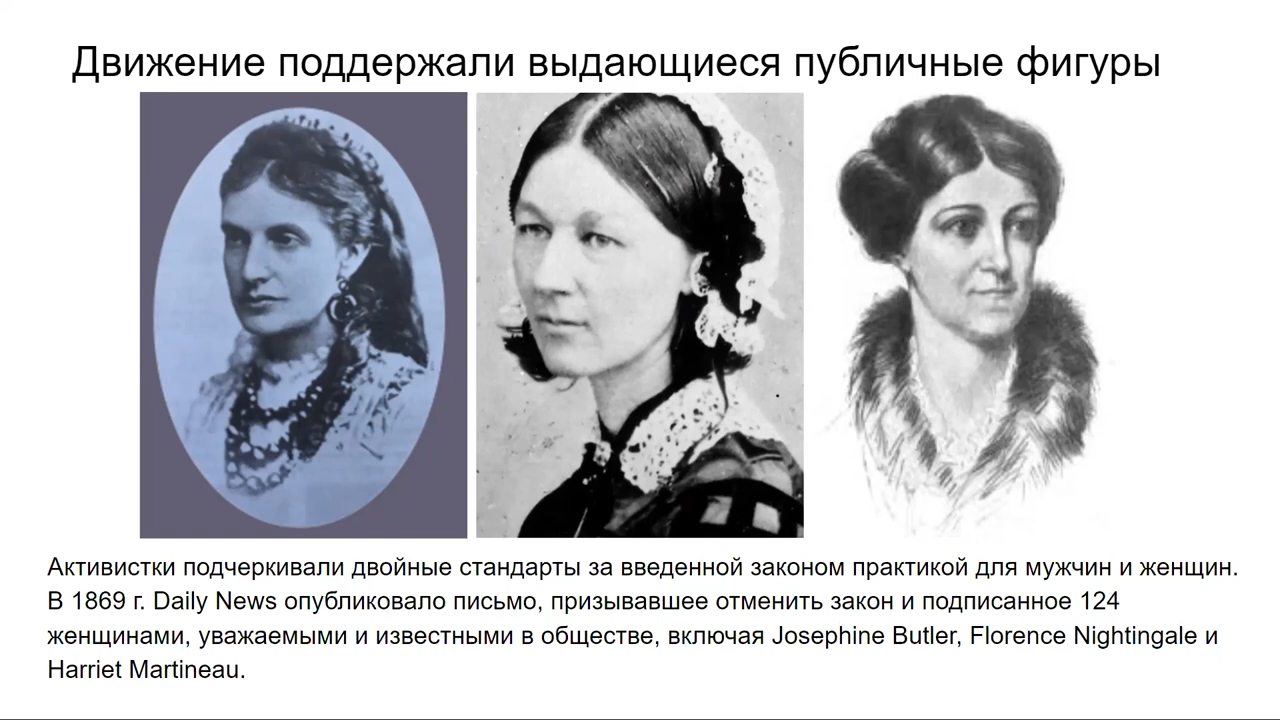 Движение поддержали выдающиеся публичные фигуры
Активистки подчеркивали двойные стандарты за введенной законом практикой для мужчин и женщин.
В 1869 г. Daily News опубликовало письмо, призывавшее отменить закон и подписанное 124
женщинами, уважаемыми и известными в обществе, включая Josephine Butler, Florence Nightingale и
Harriet Martineau.